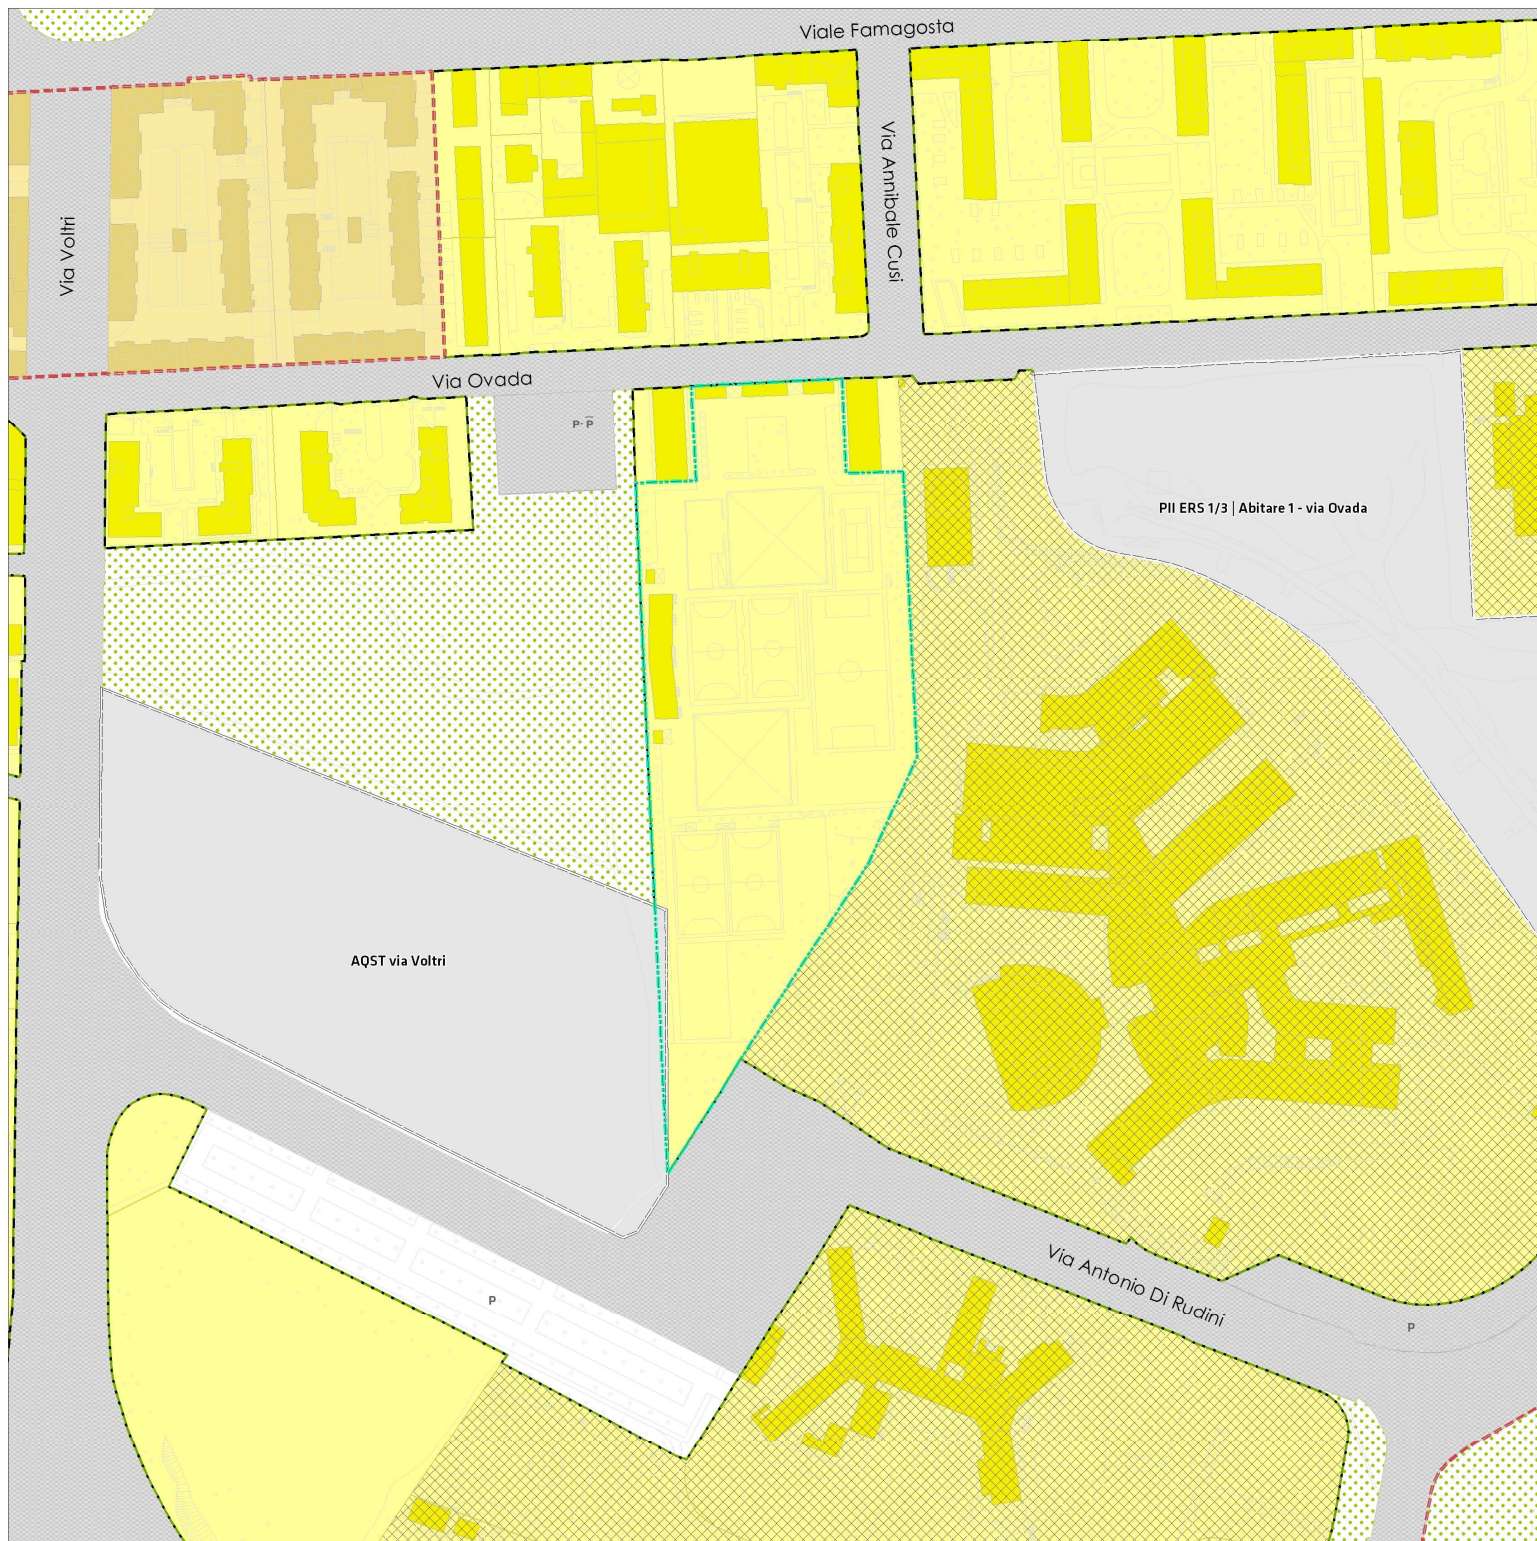 Viale Famagosta
Via Annibale Cusi
Via Voltri
Via Ovada
P· P̅
PII ERS 1/3 | Abitare 1 - via Ovada
AQST via Voltri
Via Antonio Di Rudinì
P
P